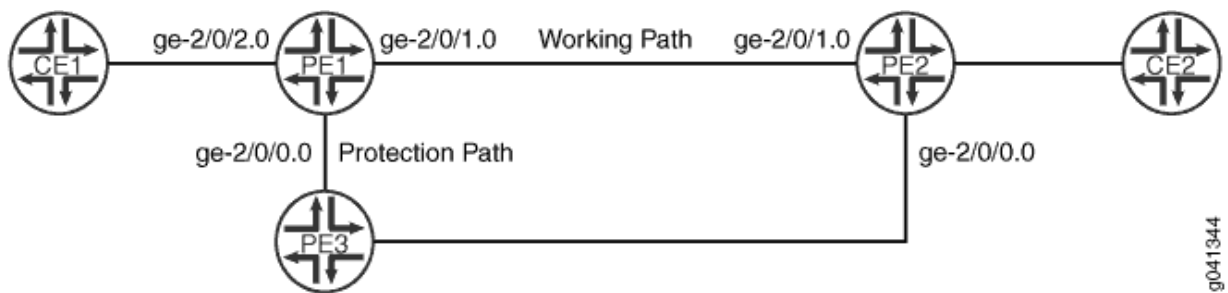 ge-2/0/2.0 ge-2/0/1.0 Working Path ge-2/0/1.0
CE1 PE1 PE2 CE2
ge-2/0/0.0 Protection Path ge-2/0/0.0
PE3
g041344